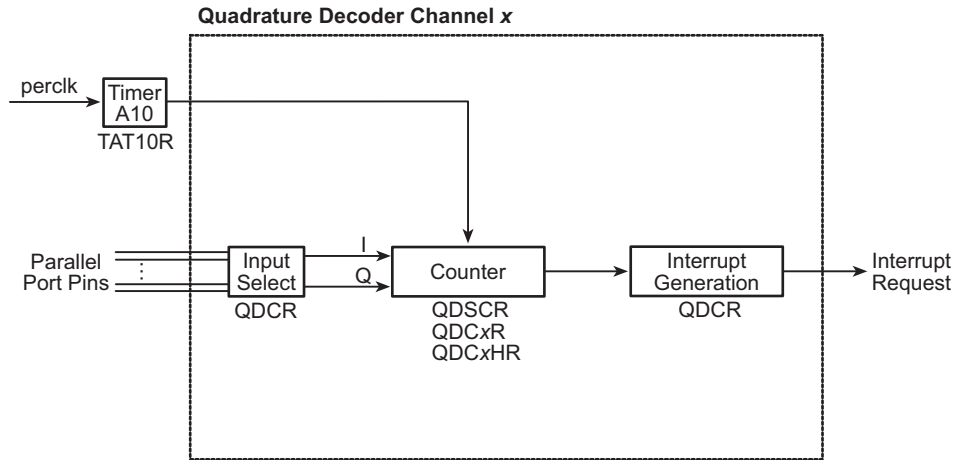 Quadrature Decoder Channel x
perclk
Timer
A10
TAT10R
Parallel
Port Pins
Input
Select
QDCR
I
Q
Counter
QDSCR
QDCxR
QDCxHR
Interrupt
Generation
QDCR
Interrupt
Request